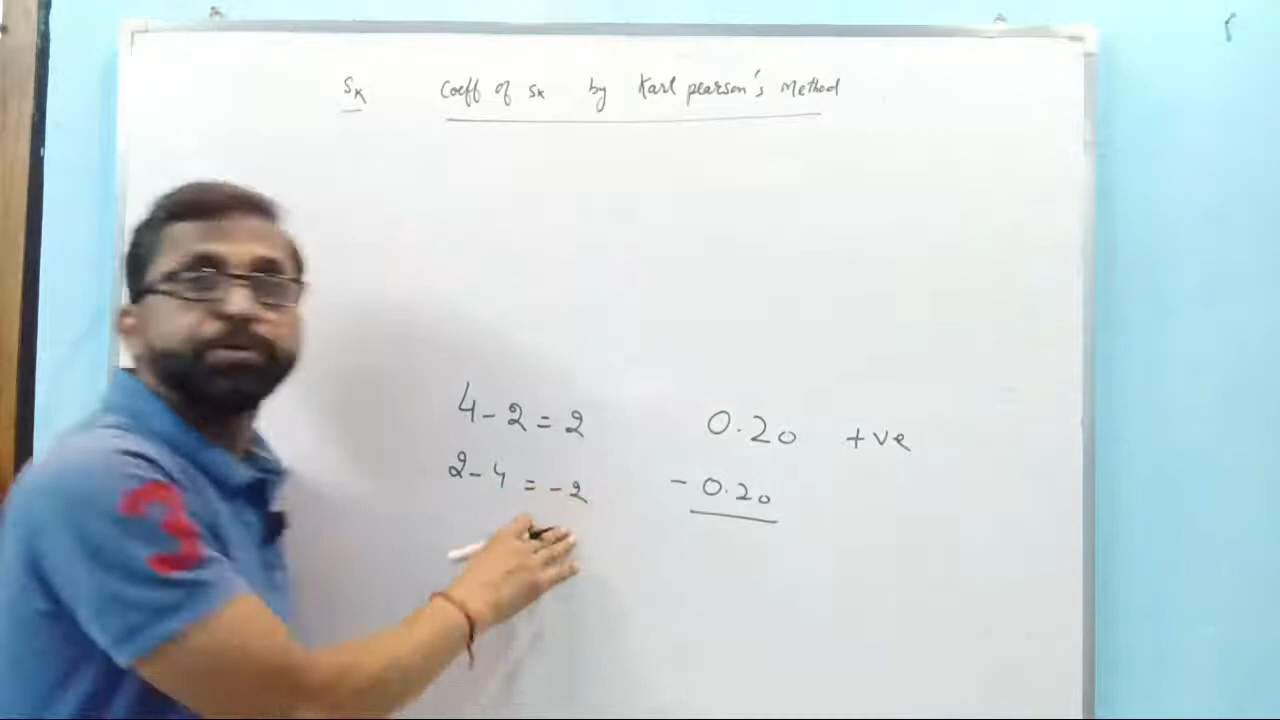 Sk Coeff of Sk by Karl pearson's Method
4 - 2 = 2 0.20 +ve
2 - 4 = -2 - 0.20
3